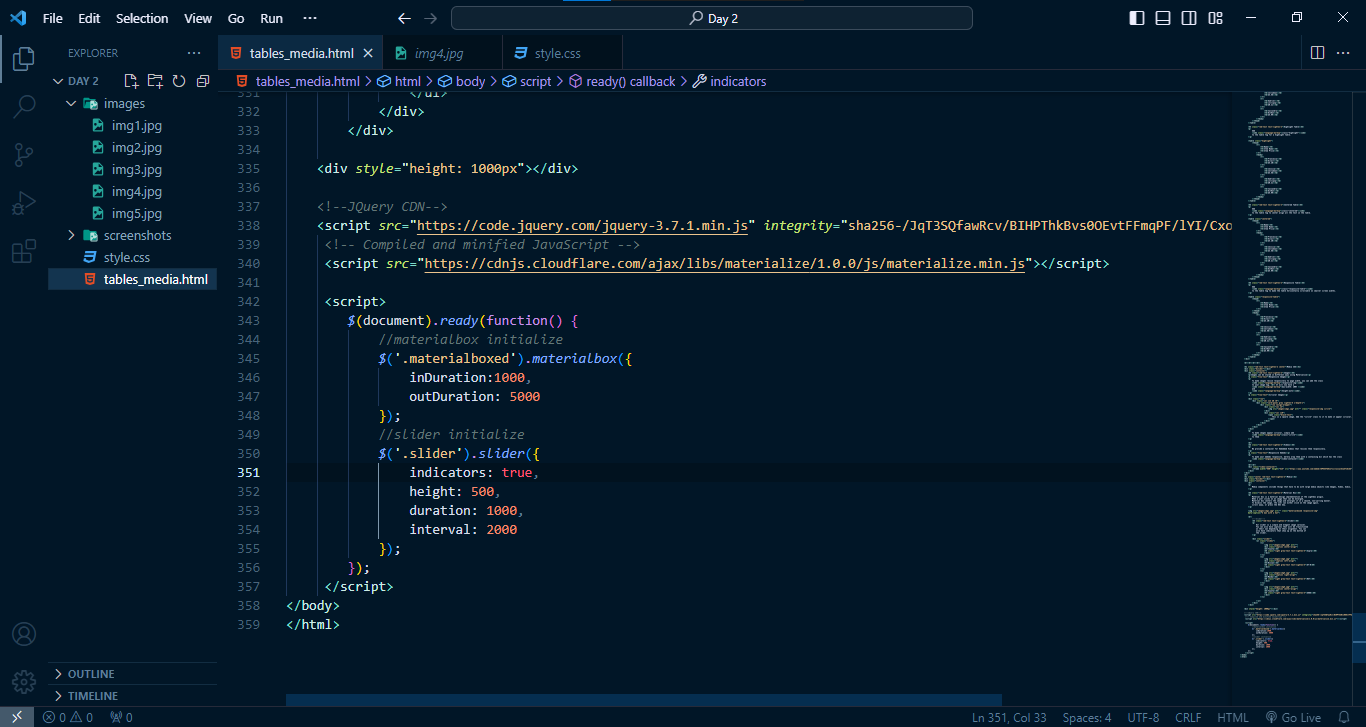 File Edit Selection View Go Run ··· Day 2
EXPLORER ···
DAY 2
images
img1.jpg
img2.jpg
img3.jpg
img4.jpg
img5.jpg
screenshots
style.css
tables_media.html
OUTLINE
TIMELINE
tables_media.html img4.jpg style.css
tables_media.html > html > body > script > ready() callback > indicators
331 </ul>
332 </div>
333 </div>
334
335 <div style="height: 1000px"></div>
336
337 <!--JQuery CDN-->
338 <script src="https://code.jquery.com/jquery-3.7.1.min.js" integrity="sha256-/JqT3SQfawRcv/BIHPThkBvs0OEvtFFmqPF/lYI/Cxo
339 <!-- Compiled and minified JavaScript -->
340 <script src="https://cdnjs.cloudflare.com/ajax/libs/materialize/1.0.0/js/materialize.min.js"></script>
341
342 <script>
343 $(document).ready(function() {
344 //materialbox initialize
345 $('.materialboxed').materialbox({
346 inDuration:1000,
347 outDuration: 5000
348 });
349 //slider initialize
350 $('.slider').slider({
351 indicators: true,
352 height: 500,
353 duration: 1000,
354 interval: 2000
355 });
356 });
357 </script>
358 </body>
359 </html>
0 0 0 Ln 351, Col 33 Spaces: 4 UTF-8 CRLF HTML Go Live